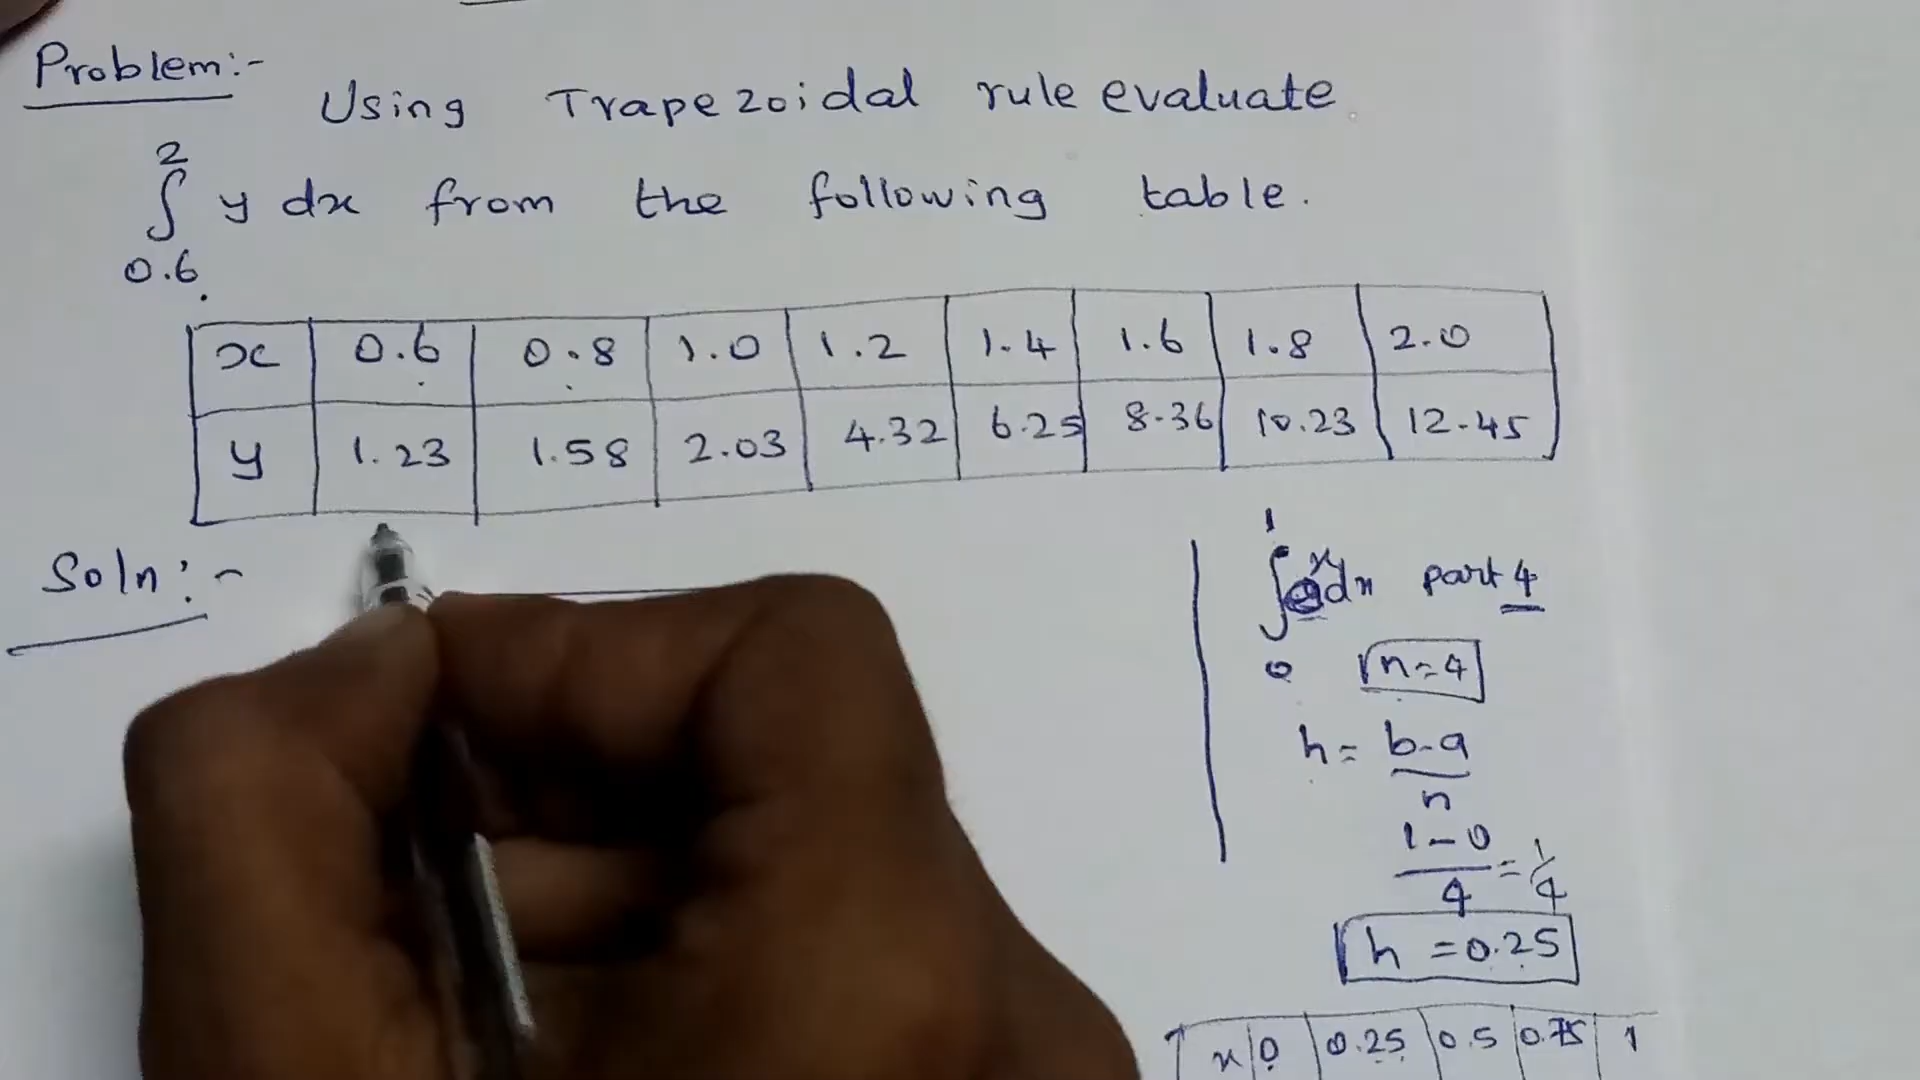 Problem:-
Using Trapezoidal rule evaluate
2
∫ y dx from the following table.
0.6
x 0.6 0.8 1.0 1.2 1.4 1.6 1.8 2.0
y 1.23 1.58 2.03 4.32 6.25 8.36 10.23 12.45
Soln:-
1
∫ e^x dx part 4
0
n=4
h = b-a
n
1-0
4
= 1/4
h = 0.25
x 0 0.25 0.5 0.75 1